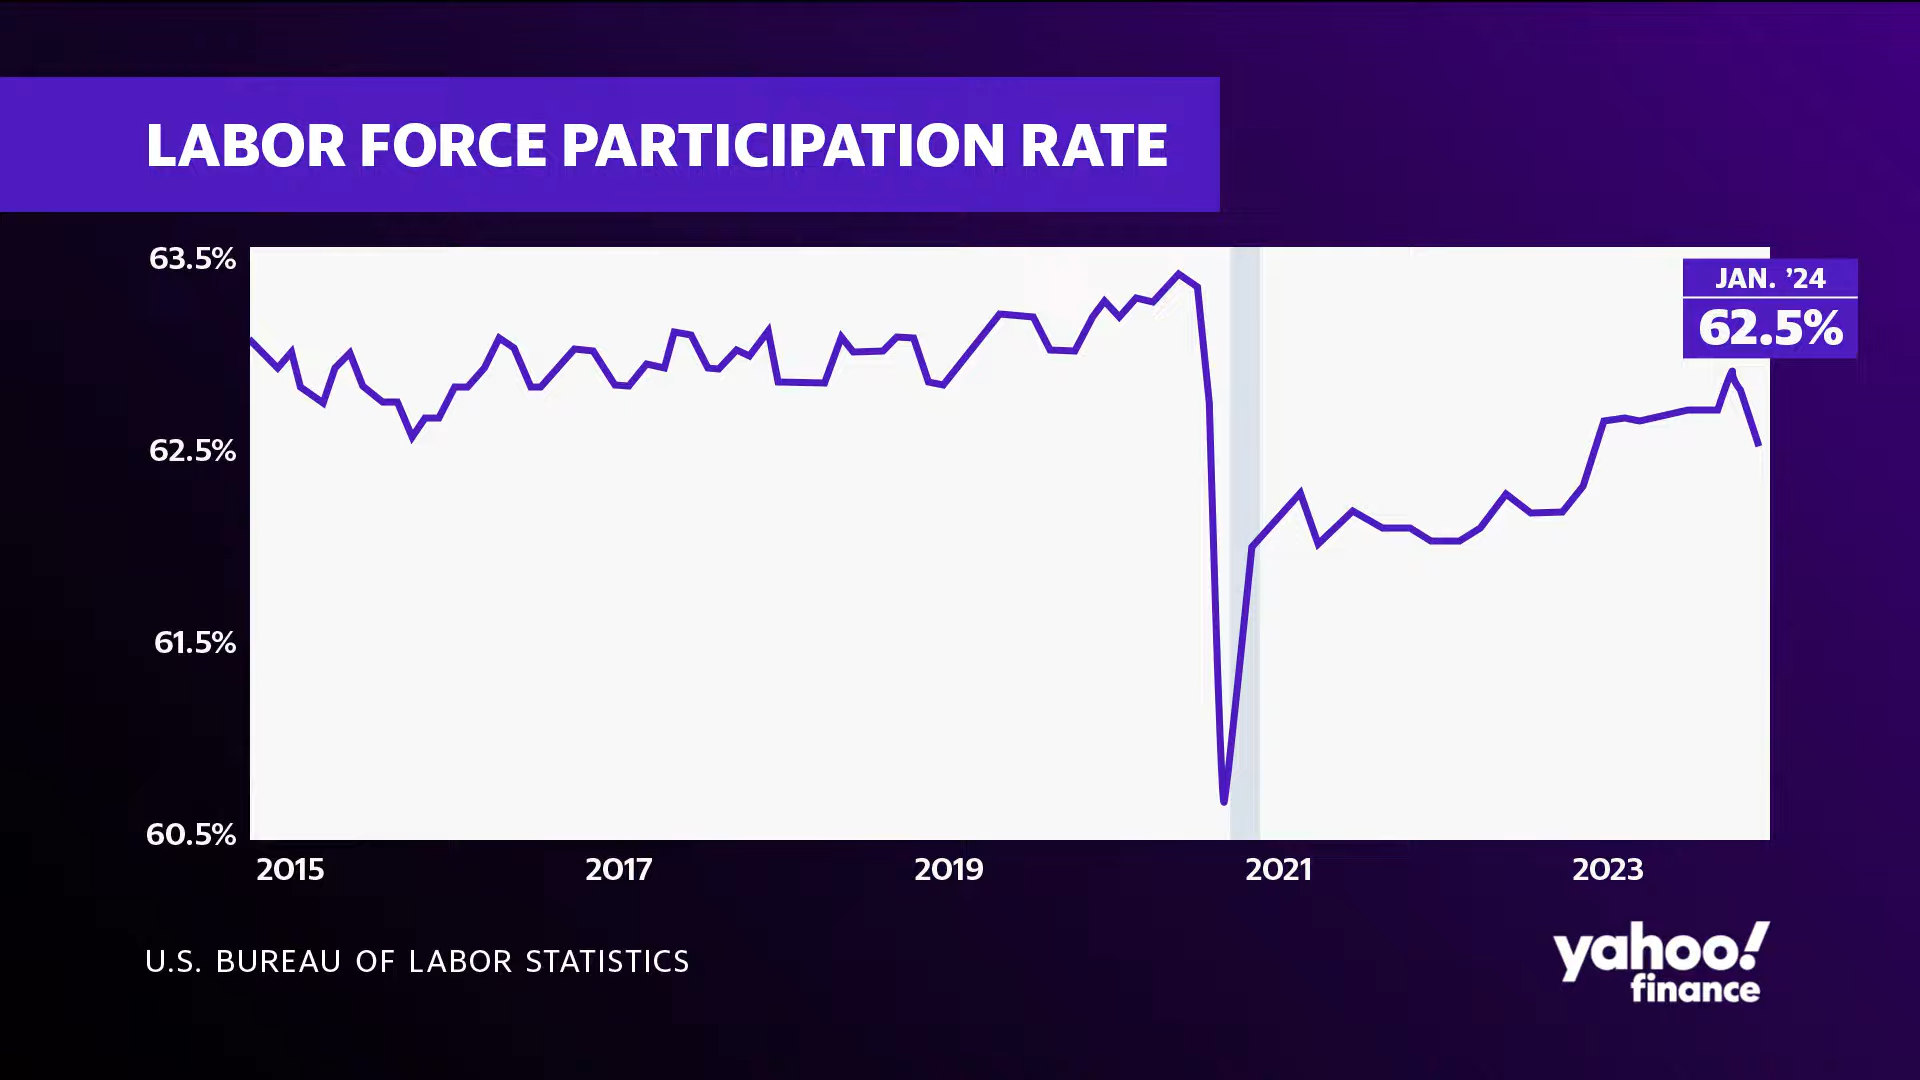 LABOR FORCE PARTICIPATION RATE
63.5%
62.5%
61.5%
60.5%
JAN. ’24
62.5%
2015 2017 2019 2021 2023
U.S. BUREAU OF LABOR STATISTICS
yahoo!
finance